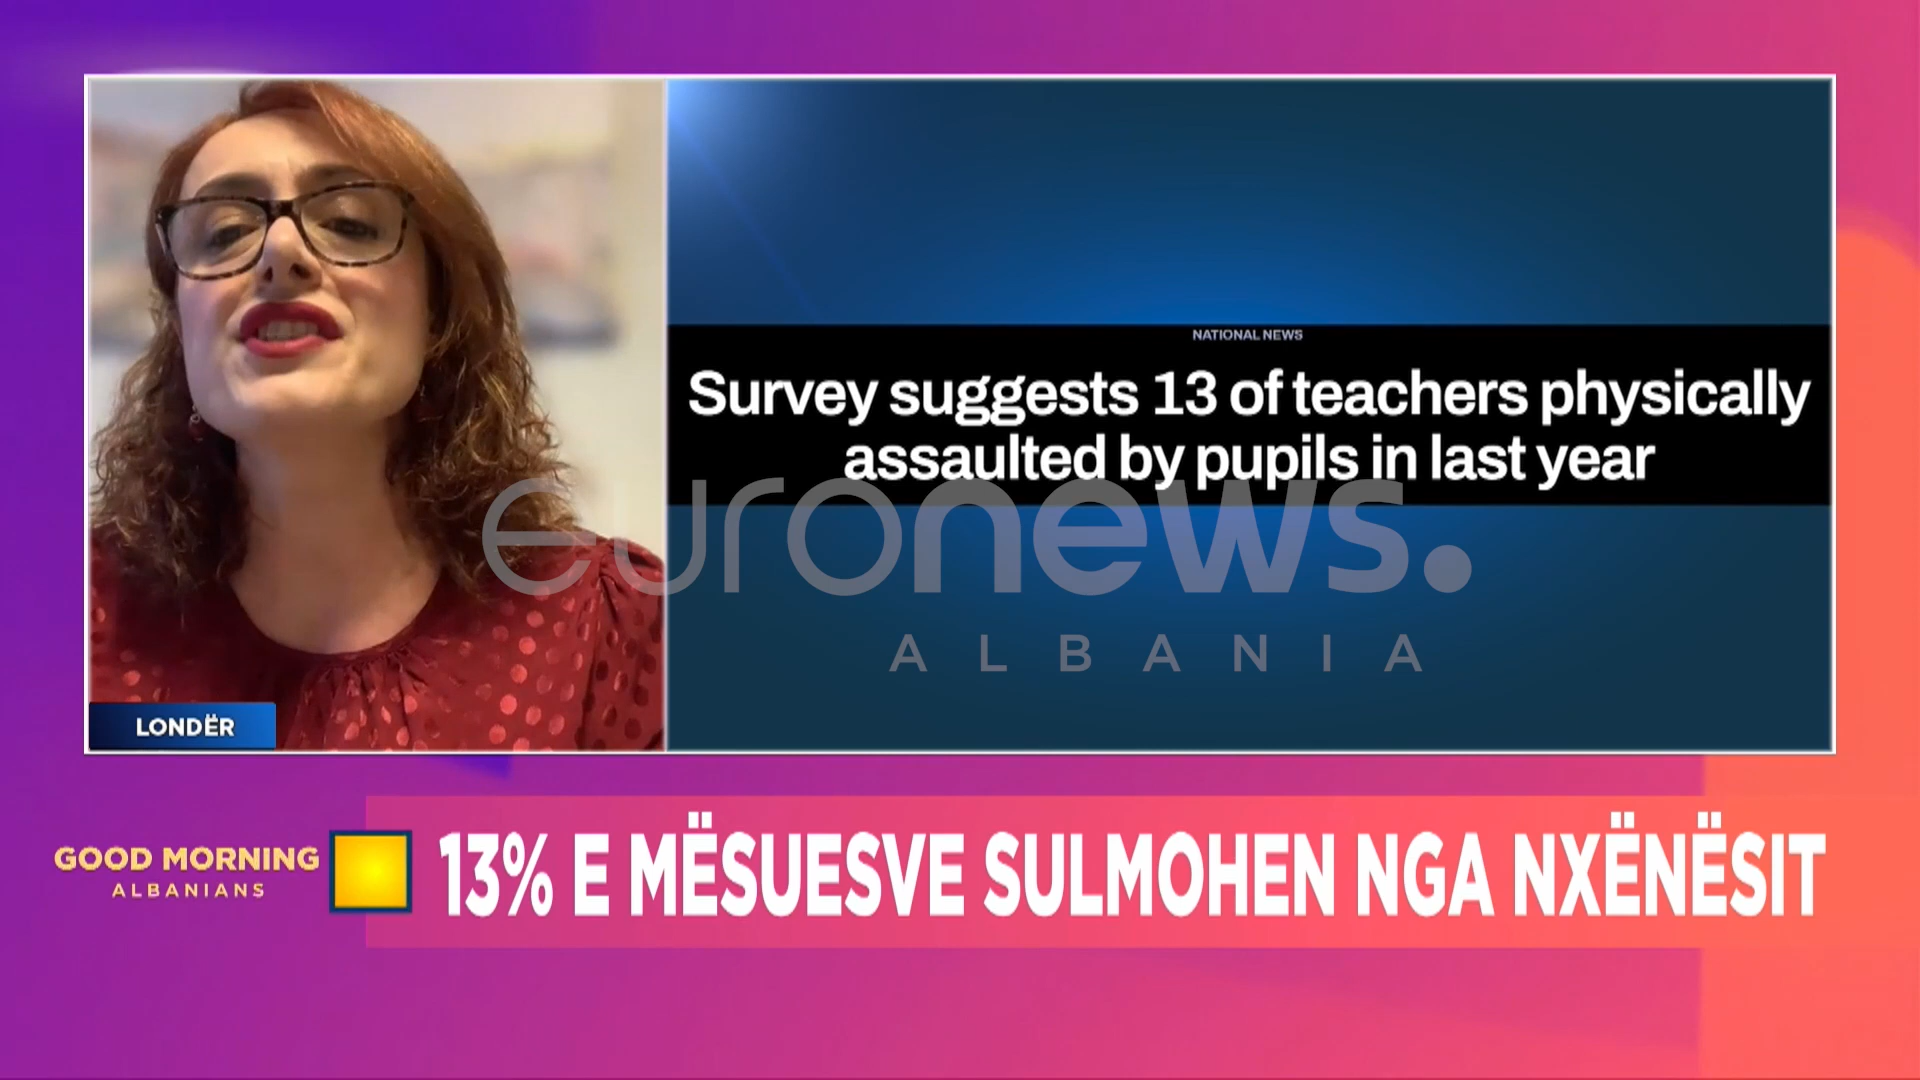 NATIONAL NEWS
Survey suggests 13 of teachers physically
assaulted by pupils in last year
euronews.
ALBANIA
LONDËR
GOOD MORNING
ALBANIANS
13% E MËSUESVE SULMOHEN NGA NXËNËSIT